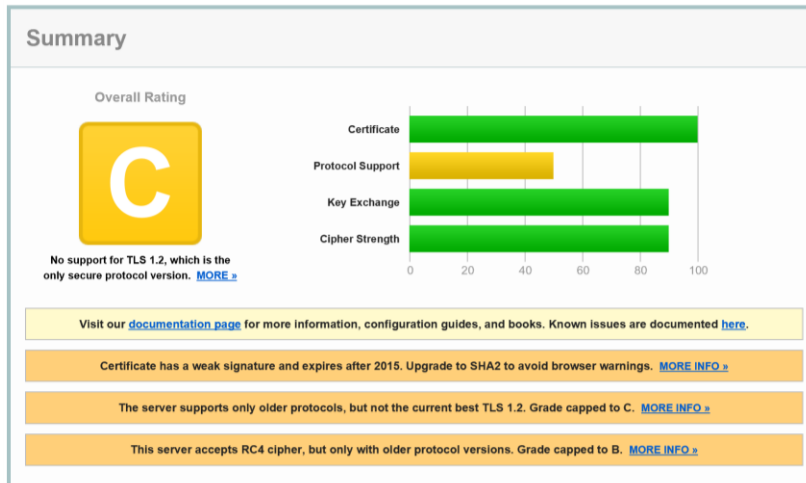 Summary
Overall Rating
C
No support for TLS 1.2, which is the
only secure protocol version. MORE »
Certificate
Protocol Support
Key Exchange
Cipher Strength
0 20 40 60 80 100
Visit our documentation page for more information, configuration guides, and books. Known issues are documented here.
Certificate has a weak signature and expires after 2015. Upgrade to SHA2 to avoid browser warnings. MORE INFO »
The server supports only older protocols, but not the current best TLS 1.2. Grade capped to C. MORE INFO »
This server accepts RC4 cipher, but only with older protocol versions. Grade capped to B. MORE INFO »